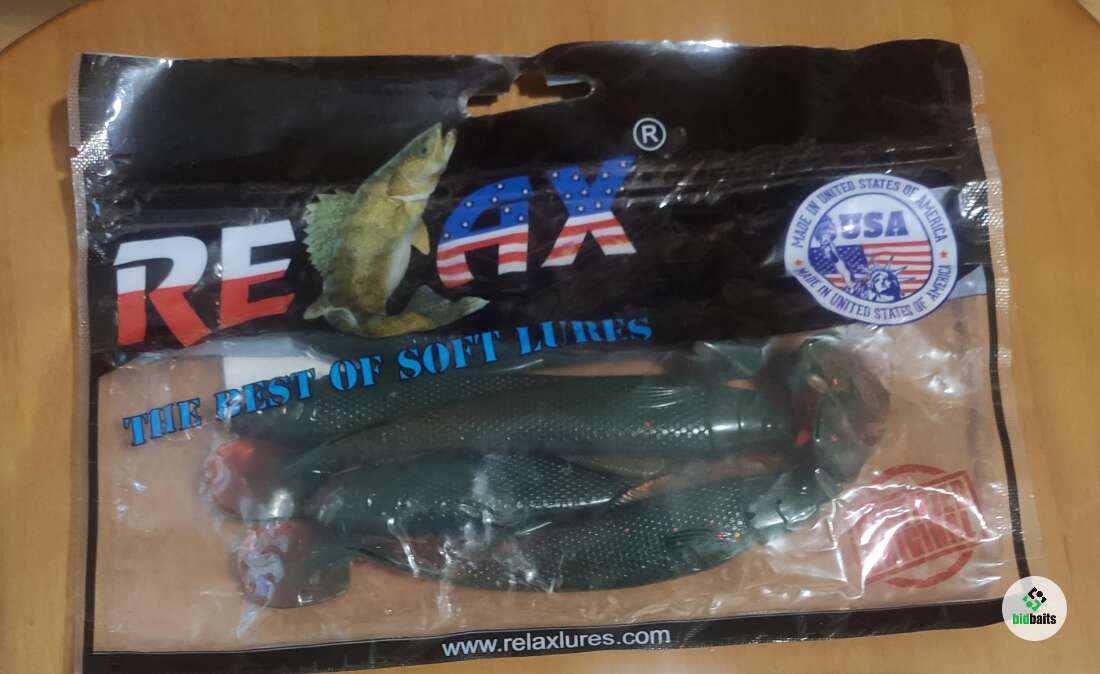 RELAX®
THE BEST OF SOFT LURES
MADE IN UNITED STATES OF AMERICA
USA
MADE IN UNITED STATES OF AMERICA
ORIGINAL
www.relaxlures.com
bidbaits